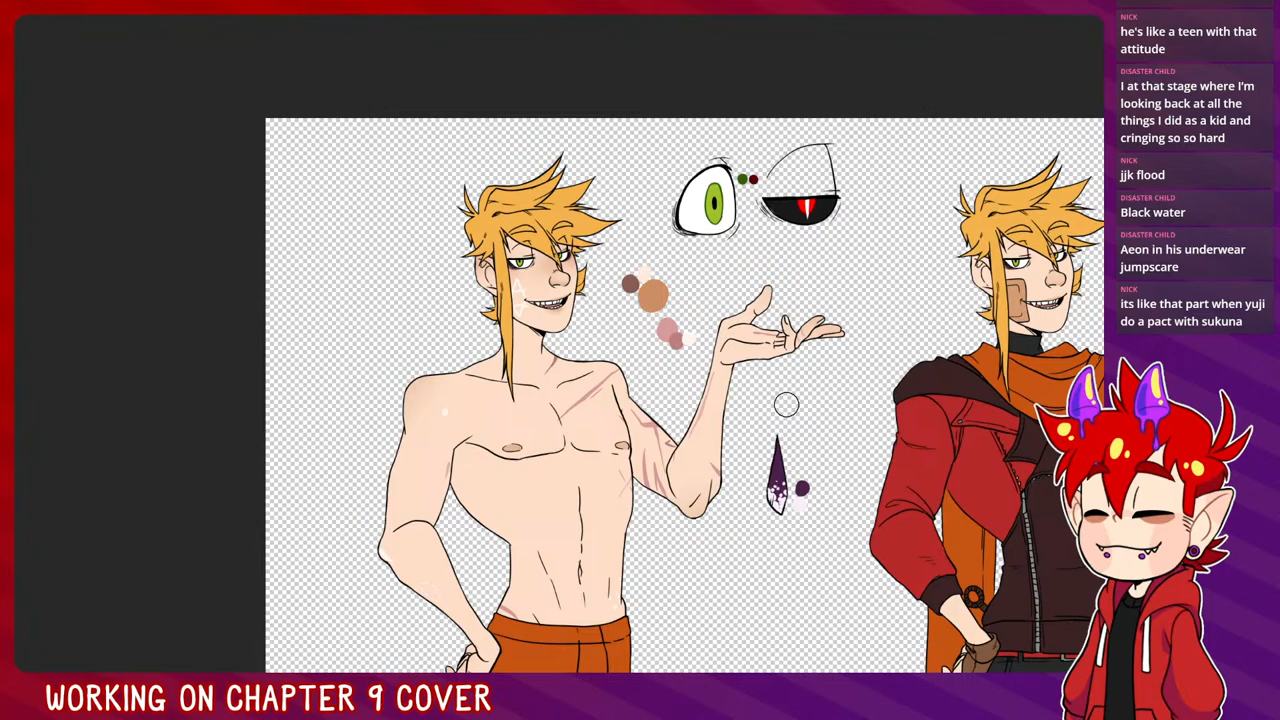 NICK
he's like a teen with that
attitude
DISASTER CHILD
I at that stage where I'm
looking back at all the
things I did as a kid and
cringing so so hard
NICK
jjk flood
DISASTER CHILD
Black water
DISASTER CHILD
Aeon in his underwear
jumpscare
NICK
its like that part when yuji
do a pact with sukuna
WORKING ON CHAPTER 9 COVER